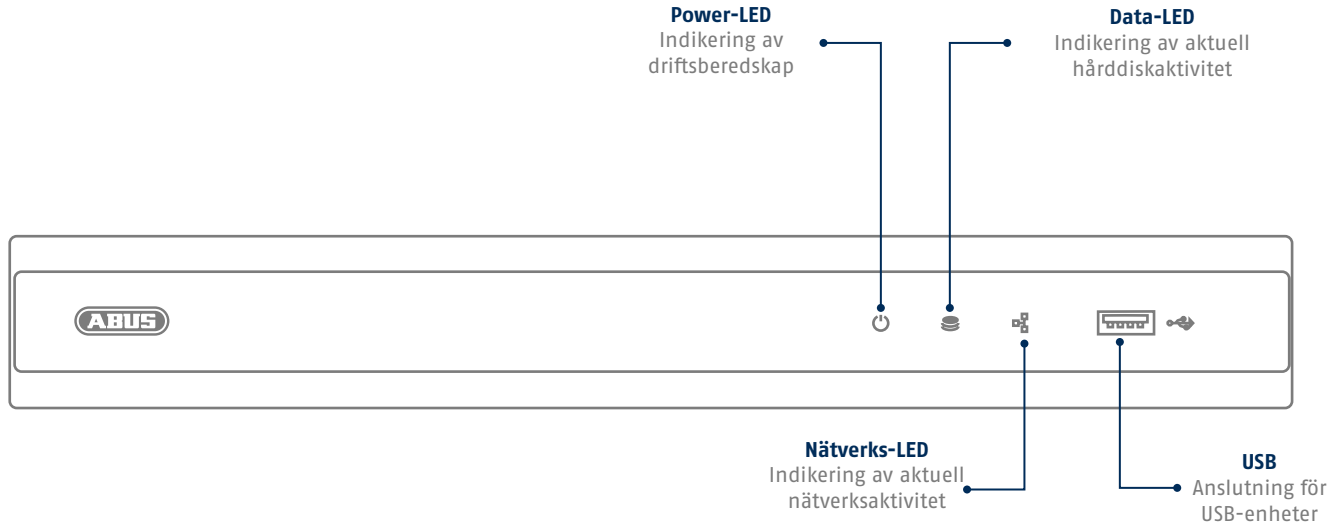 Power-LED
Indikering av
driftsberedskap
Data-LED
Indikering av aktuell
hårddiskaktivitet
ABUS
Nätverks-LED
Indikering av aktuell
nätverksaktivitet
USB
Anslutning för
USB-enheter